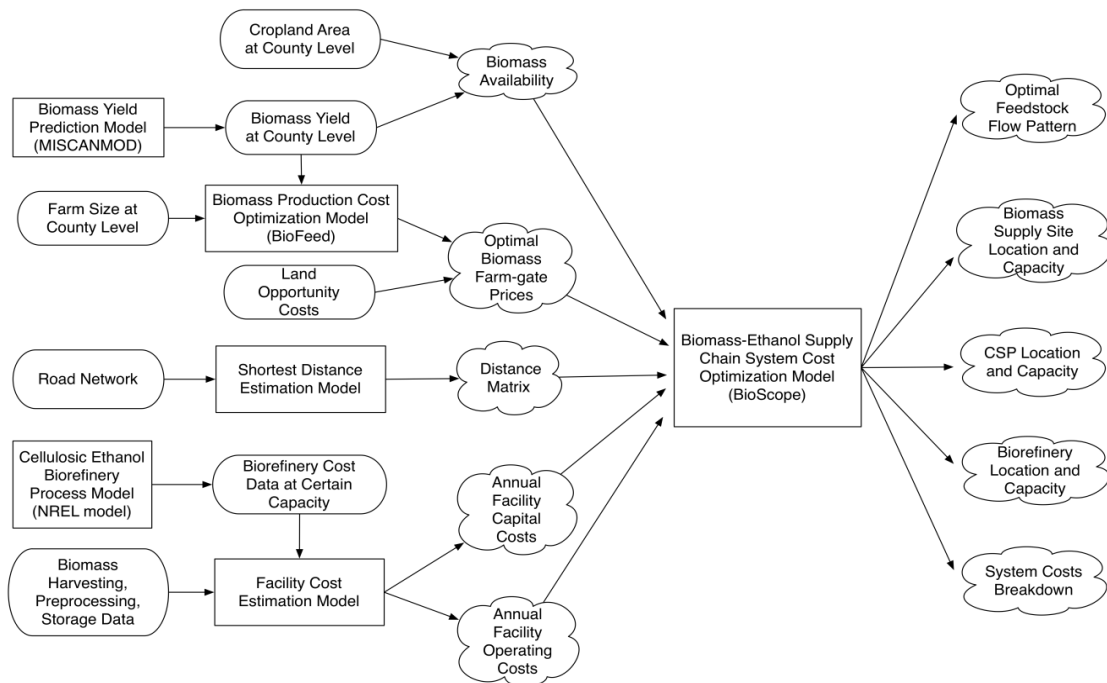 Cropland Area
at County Level
Biomass
Availability
Biomass Yield
Prediction Model
(MISCANMOD)
Biomass Yield
at County Level
Optimal
Feedstock
Flow Pattern
Farm Size at
County Level
Biomass Production Cost
Optimization Model
(BioFeed)
Land
Opportunity
Costs
Optimal
Biomass
Farm-gate
Prices
Biomass
Supply Site
Location and
Capacity
Road Network
Shortest Distance
Estimation Model
Distance
Matrix
Biomass-Ethanol Supply
Chain System Cost
Optimization Model
(BioScope)
CSP Location
and Capacity
Cellulosic Ethanol
Biorefinery
Process Model
(NREL model)
Biorefinery Cost
Data at Certain
Capacity
Annual
Facility
Capital
Costs
Biorefinery
Location and
Capacity
Biomass
Harvesting,
Preprocessing,
Storage Data
Facility Cost
Estimation Model
Annual
Facility
Operating
Costs
System Costs
Breakdown